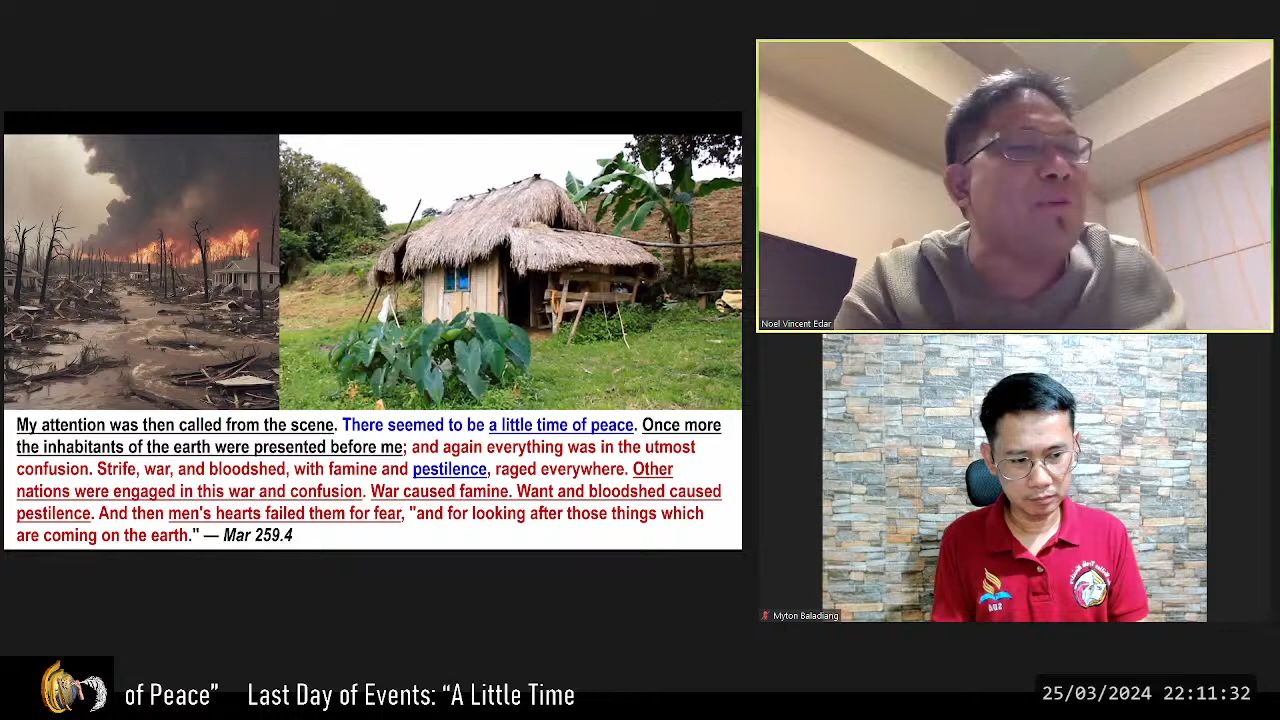 My attention was then called from the scene. There seemed to be a little time of peace. Once more
the inhabitants of the earth were presented before me; and again everything was in the utmost
confusion. Strife, war, and bloodshed, with famine and pestilence, raged everywhere. Other
nations were engaged in this war and confusion. War caused famine. Want and bloodshed caused
pestilence. And then men's hearts failed them for fear, "and for looking after those things which
are coming on the earth." — Mar 259.4
Noel Vincent Edar
SDA
Myton Baladjang
of Peace” Last Day of Events: “A Little Time
25/03/2024 22:11:32